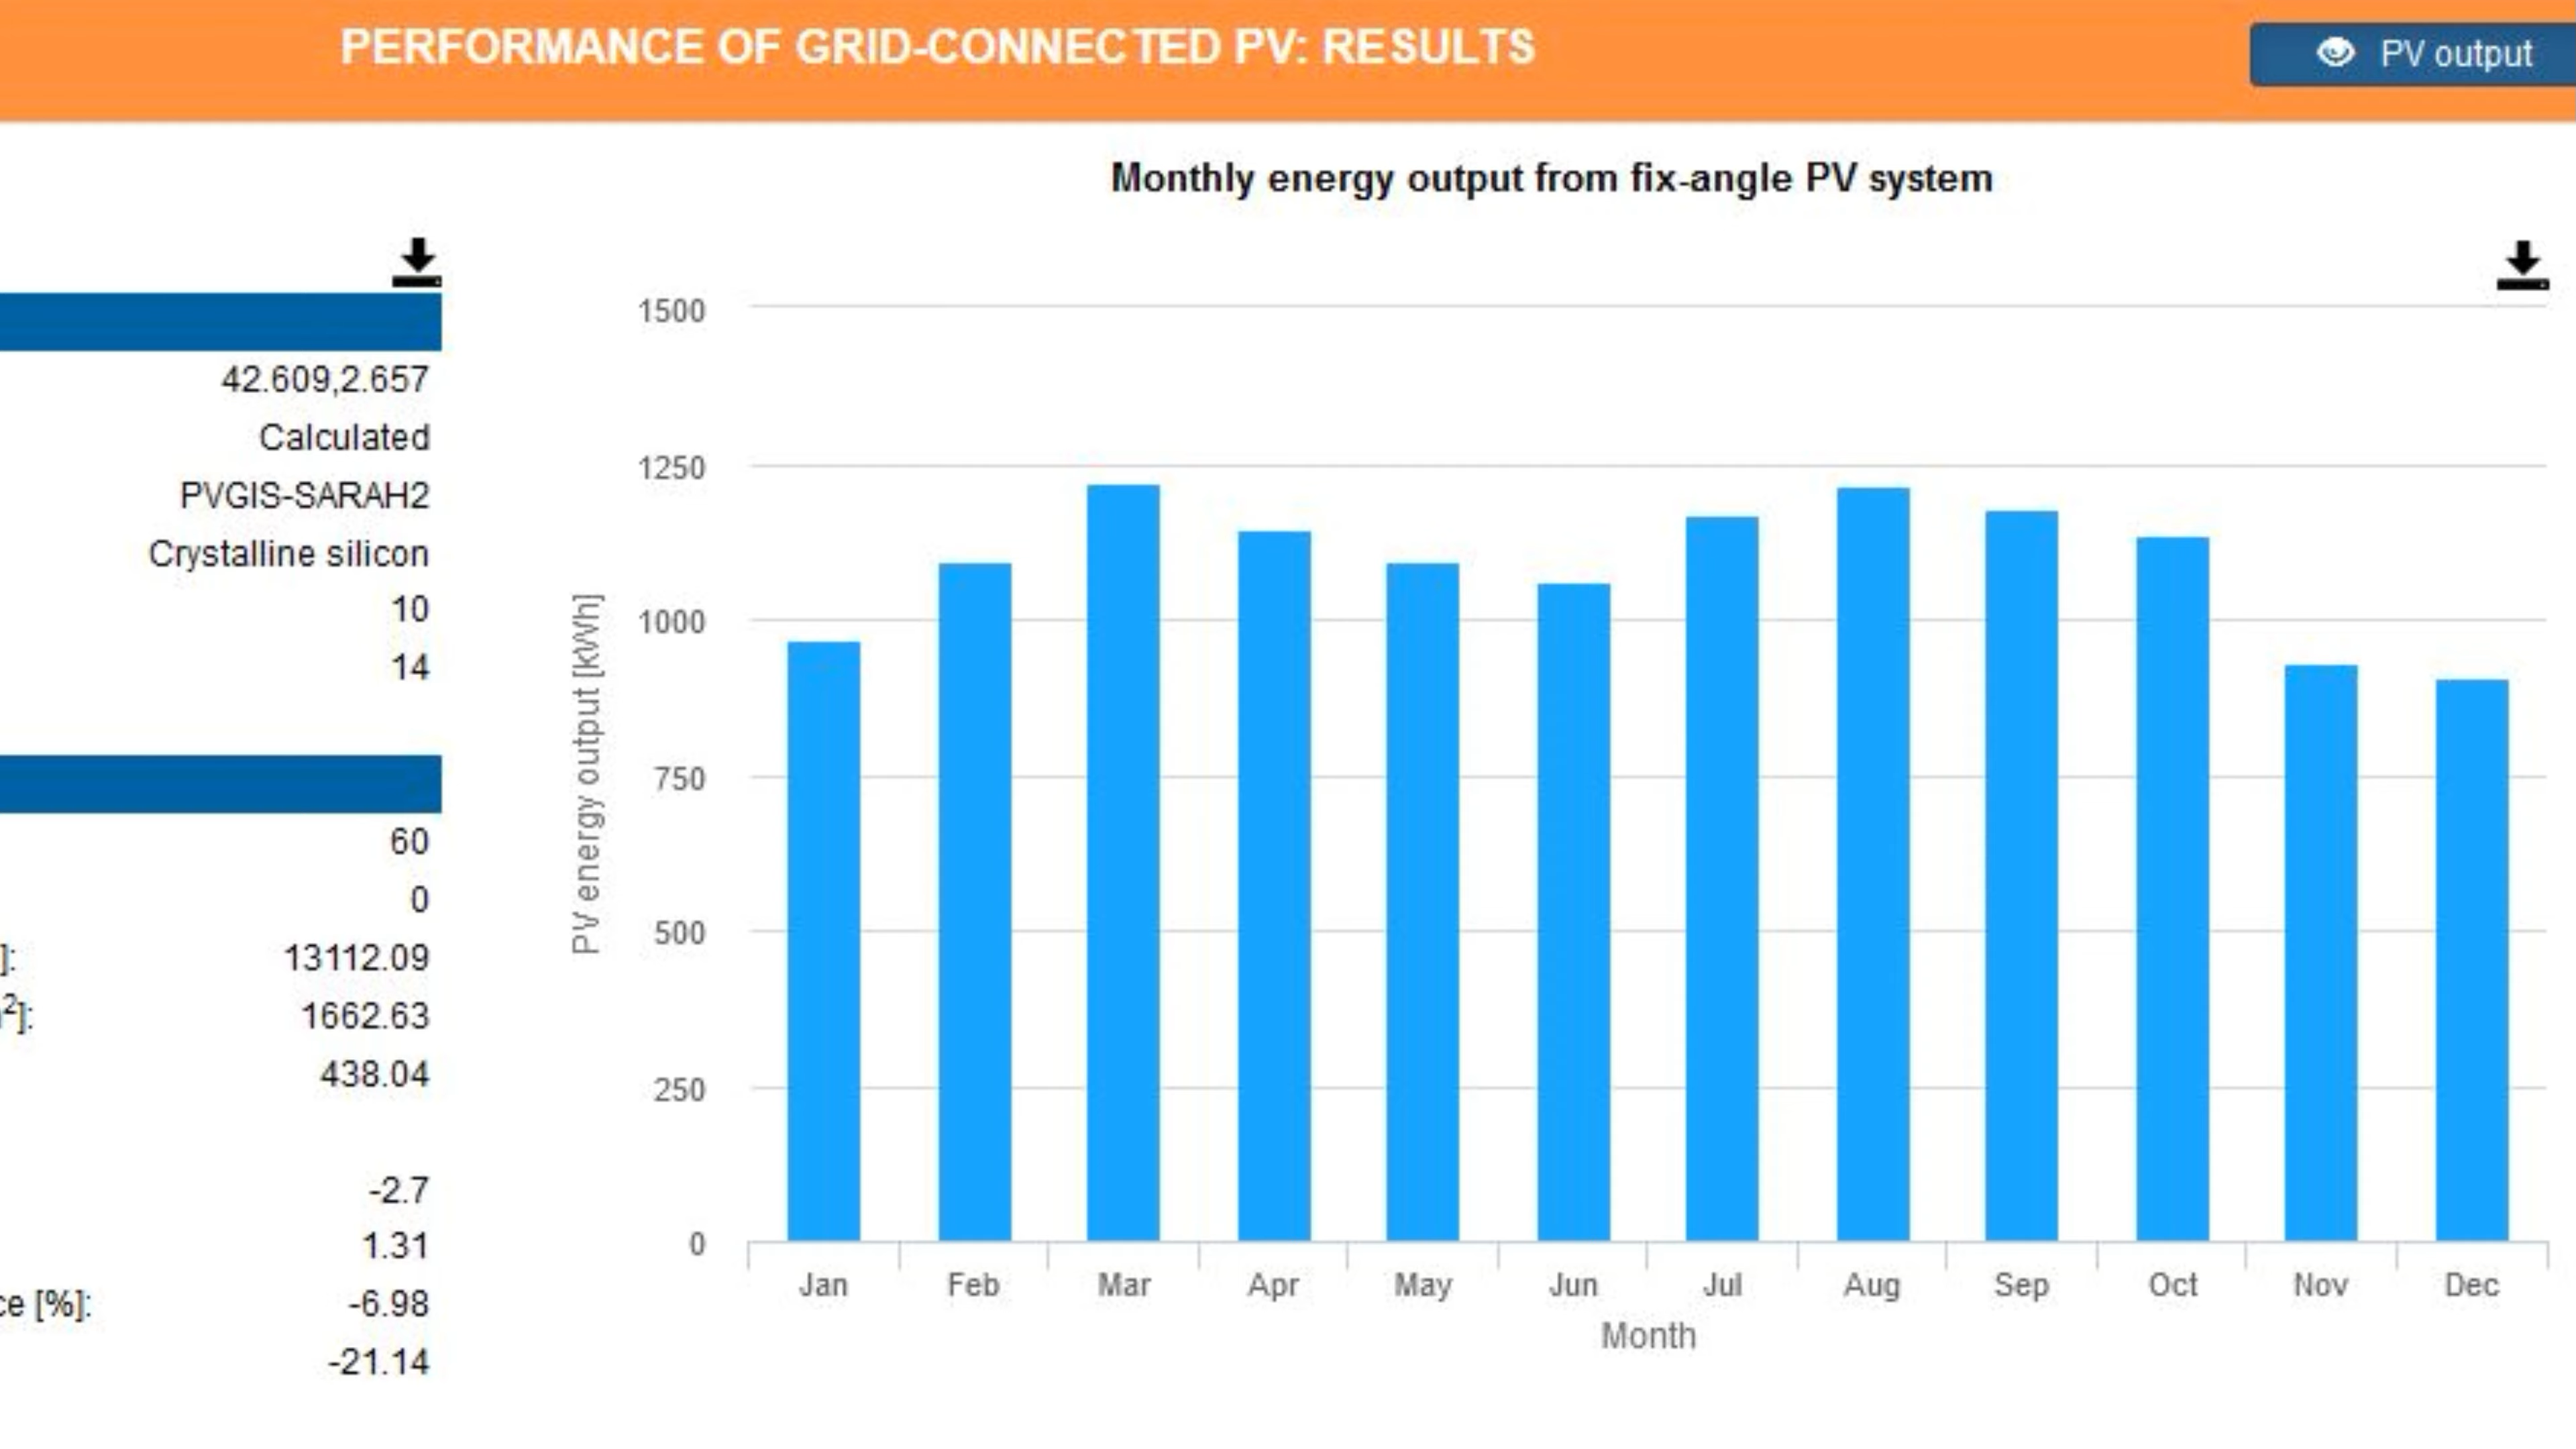 PERFORMANCE OF GRID-CONNECTED PV: RESULTS
PV output
42.609,2.657
Calculated
PVGIS-SARAH2
Crystalline silicon
10
14
60
0
]: 13112.09
2]: 1662.63
438.04
-2.7
1.31
ce [%]: -6.98
-21.14
Monthly energy output from fix-angle PV system
PV energy output [kWh]
1500
1250
1000
750
500
250
0
Jan Feb Mar Apr May Jun Jul Aug Sep Oct Nov Dec
Month